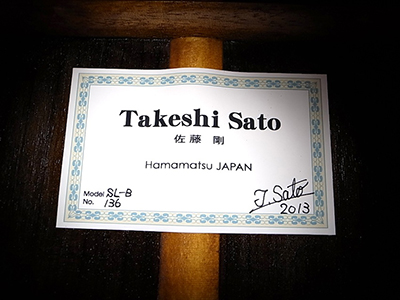 Takeshi Sato
佐藤 剛
Hamamatsu JAPAN
Model SL-B
No. 136
T. Sato
2013